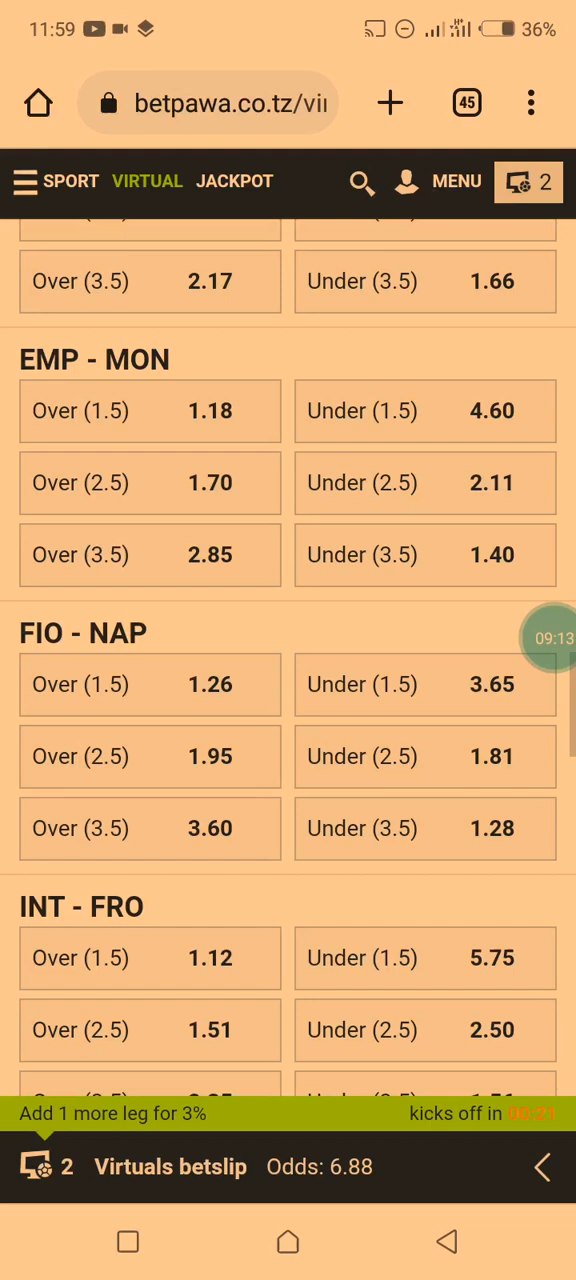 11:59 36%
betpawa.co.tz/vi
45
SPORT VIRTUAL JACKPOT MENU 2
Over (3.5) 2.17 Under (3.5) 1.66
EMP - MON
Over (1.5) 1.18 Under (1.5) 4.60
Over (2.5) 1.70 Under (2.5) 2.11
Over (3.5) 2.85 Under (3.5) 1.40
FIO - NAP
09:13
Over (1.5) 1.26 Under (1.5) 3.65
Over (2.5) 1.95 Under (2.5) 1.81
Over (3.5) 3.60 Under (3.5) 1.28
INT - FRO
Over (1.5) 1.12 Under (1.5) 5.75
Over (2.5) 1.51 Under (2.5) 2.50
Add 1 more leg for 3% kicks off in 00:21
2 Virtuals betslip Odds: 6.88